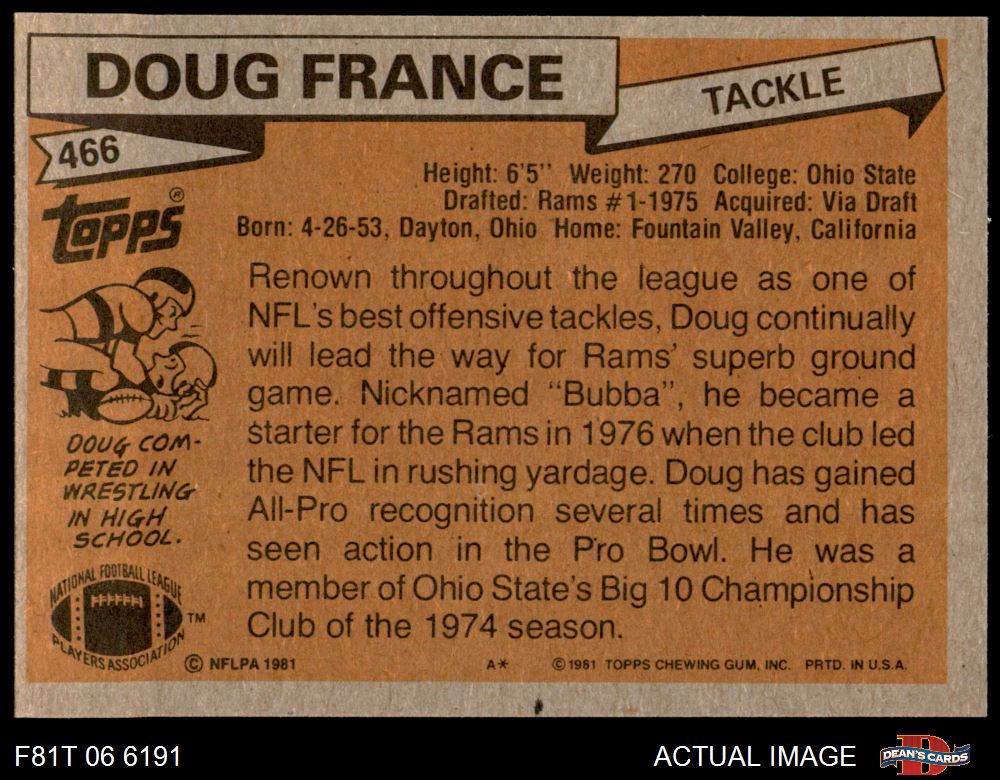 DOUG FRANCE
TACKLE
466
TOPPS ®
Height: 6'5'' Weight: 270 College: Ohio State
Drafted: Rams #1-1975 Acquired: Via Draft
Born: 4-26-53, Dayton, Ohio Home: Fountain Valley, California
Renown throughout the league as one of
NFL's best offensive tackles, Doug continually
will lead the way for Rams' superb ground
game. Nicknamed “Bubba”, he became a
starter for the Rams in 1976 when the club led
the NFL in rushing yardage. Doug has gained
All-Pro recognition several times and has
seen action in the Pro Bowl. He was a
member of Ohio State's Big 10 Championship
Club of the 1974 season.
DOUG COM-
PETED IN
WRESTLING
IN HIGH
SCHOOL.
NATIONAL FOOTBALL LEAGUE
PLAYERS ASSOCIATION
TM
© NFLPA 1981
A*
© 1981 TOPPS CHEWING GUM, INC. PRTD. IN U.S.A.
F81T 06 6191
ACTUAL IMAGE
DEAN'S CARDS